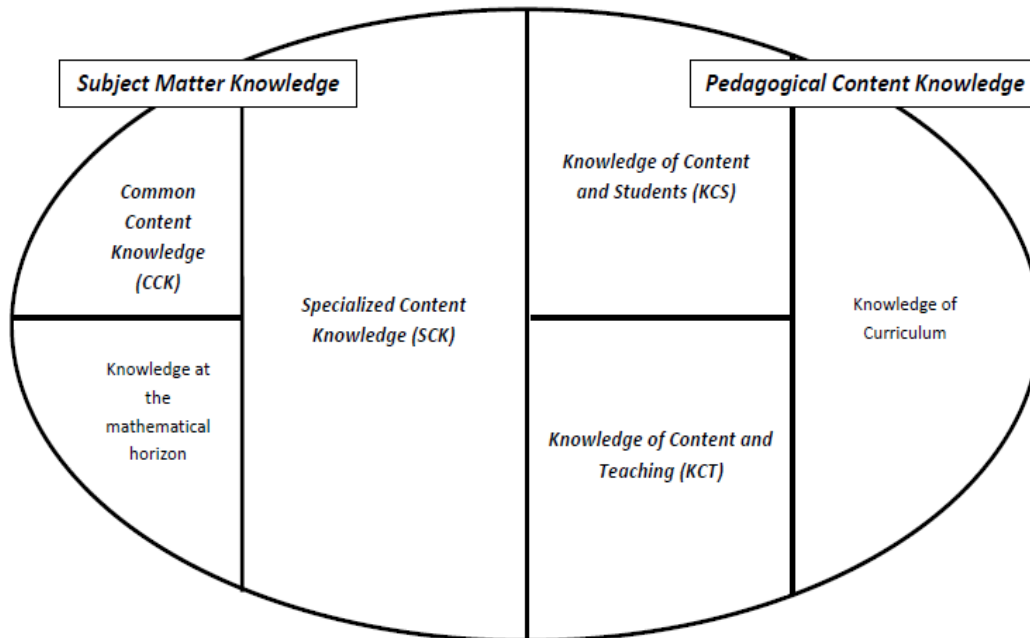 Subject Matter Knowledge
Pedagogical Content Knowledge
Common
Content
Knowledge
(CCK)
Knowledge at
the
mathematical
horizon
Specialized Content
Knowledge (SCK)
Knowledge of Content
and Students (KCS)
Knowledge of Content and
Teaching (KCT)
Knowledge of
Curriculum